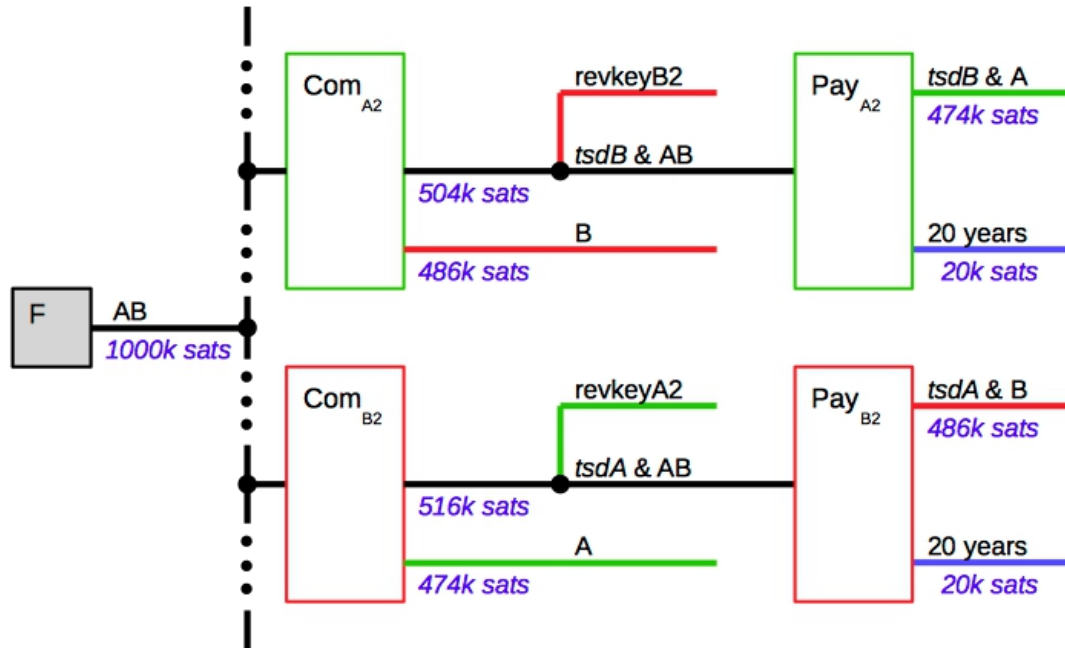 F
AB
1000k sats
Com A2
504k sats
486k sats
revkeyB2
tsdB & AB
B
Pay A2
tsdB & A
474k sats
20 years
20k sats
Com B2
516k sats
474k sats
revkeyA2
tsdA & AB
A
Pay B2
tsdA & B
486k sats
20 years
20k sats